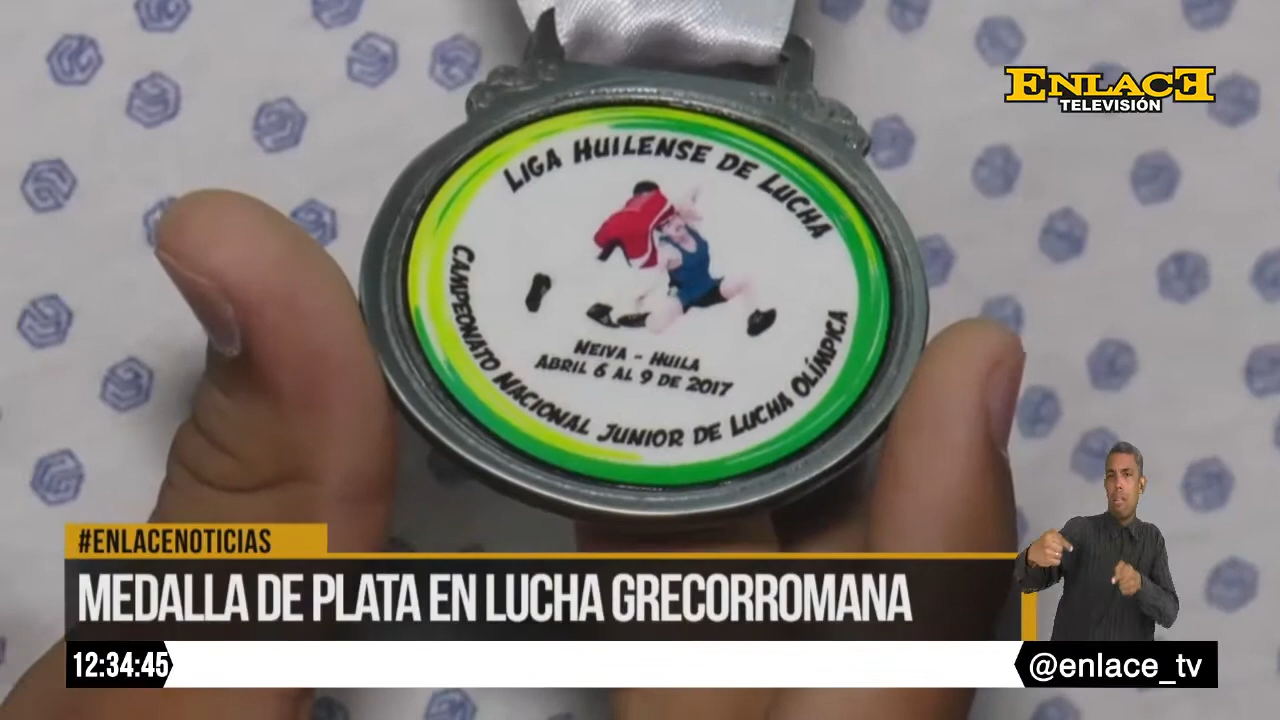 ENLACE
TELEVISIÓN
LIGA HUILENSE DE LUCHA
NEIVA - HUILA
ABRIL 6 AL 9 DE 2017
CAMPEONATO NACIONAL JUNIOR DE LUCHA OLÍMPICA
#ENLACENOTICIAS
MEDALLA DE PLATA EN LUCHA GRECORROMANA
12:34:45
@enlace_tv